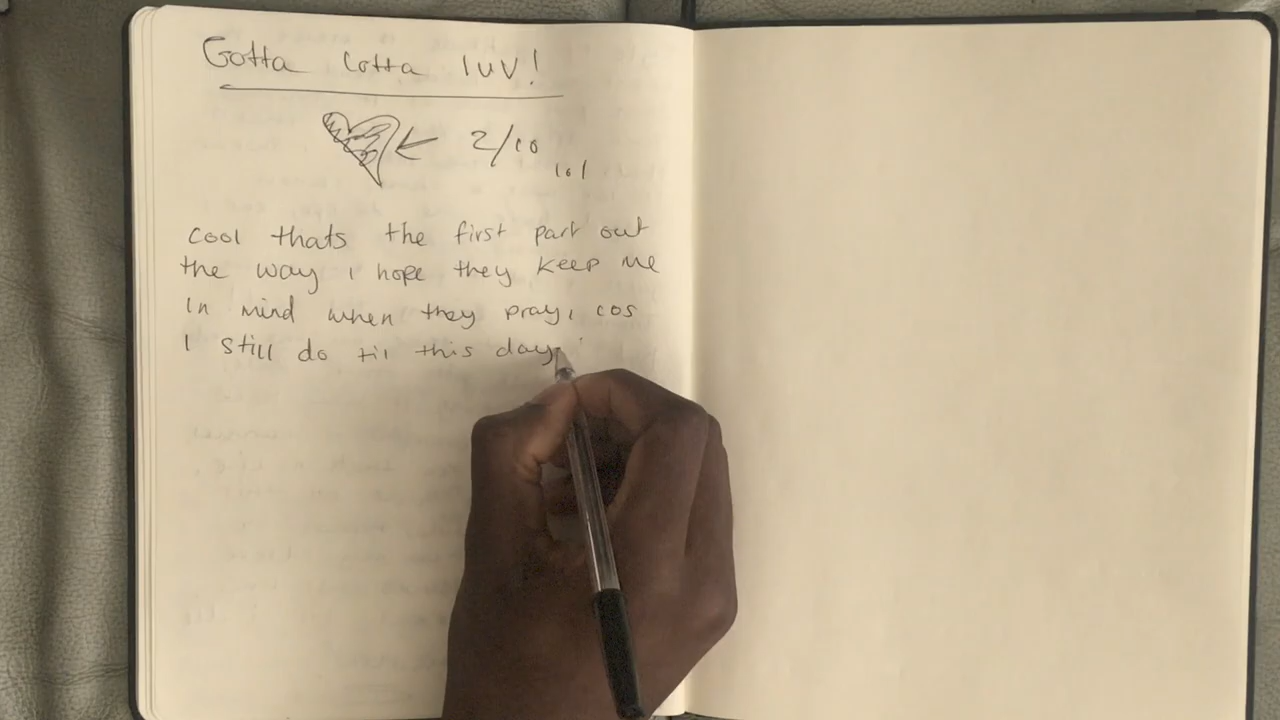 Gotta Lotta luv!
2/10
lol
cool thats the first part out
the way i hope they keep me
in mind when they pray, cos
I still do til this day